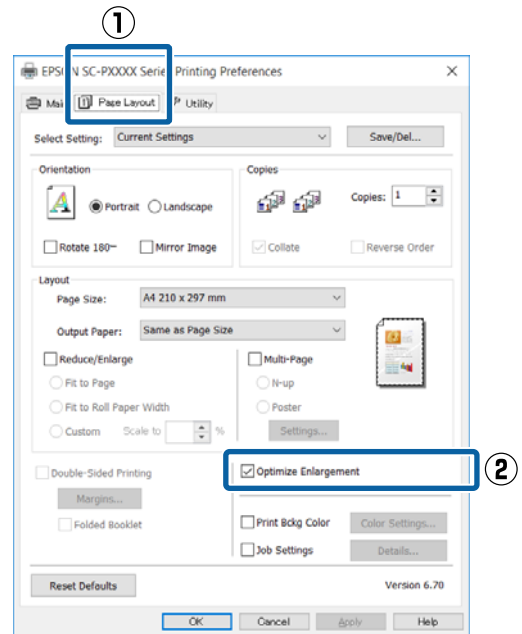 ①
EPSON SC-PXXXX Series Printing Preferences
Main Page Layout Utility
Select Setting: Current Settings Save/Del...
Orientation
Portrait Landscape
Rotate 180° Mirror Image
Copies
Copies: 1
Collate Reverse Order
Layout
Page Size: A4 210 x 297 mm
Output Paper: Same as Page Size
Reduce/Enlarge
Fit to Page
Fit to Roll Paper Width
Custom Scale to %
Multi-Page
N-up
Poster
Settings...
Double-Sided Printing
Margins...
Folded Booklet
Optimize Enlargement
②
Print Bckg Color Color Settings...
Job Settings Details...
Reset Defaults Version 6.70
OK Cancel Apply Help